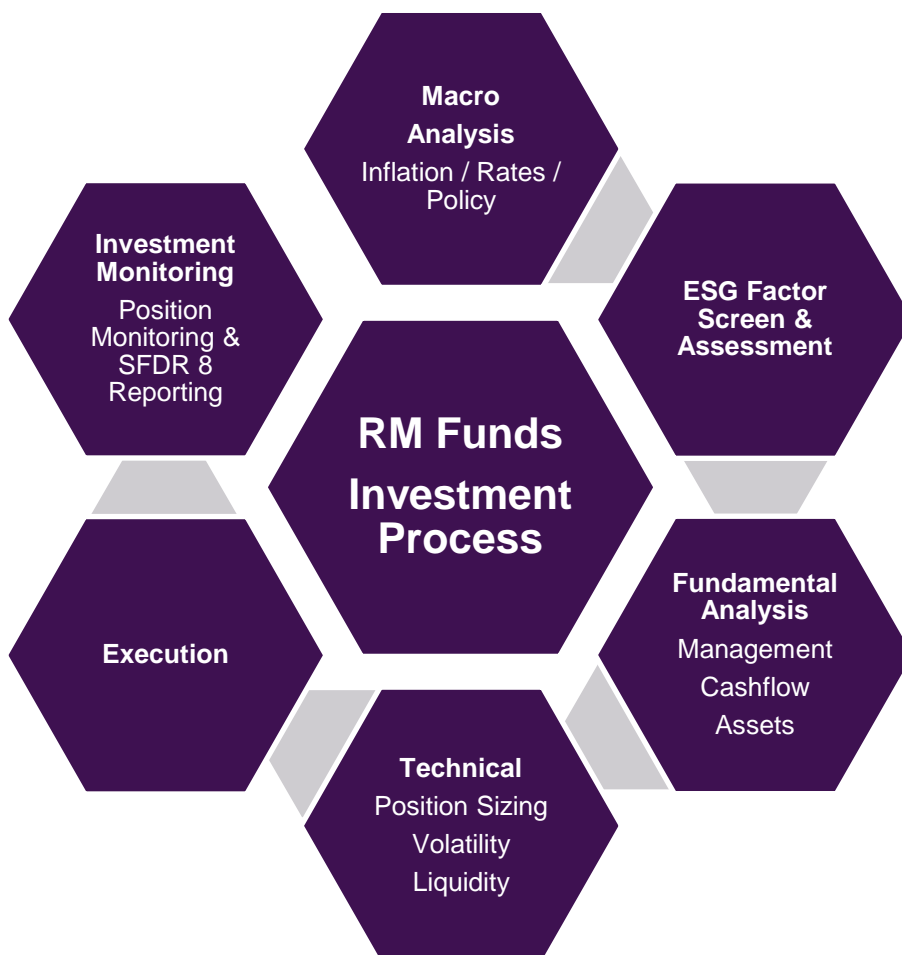 Macro
Analysis
Inflation / Rates /
Policy
ESG Factor
Screen &
Assessment
Fundamental
Analysis
Management
Cashflow
Assets
Technical
Position Sizing
Volatility
Liquidity
Execution
Investment
Monitoring
Position
Monitoring &
SFDR 8
Reporting
RM Funds
Investment
Process